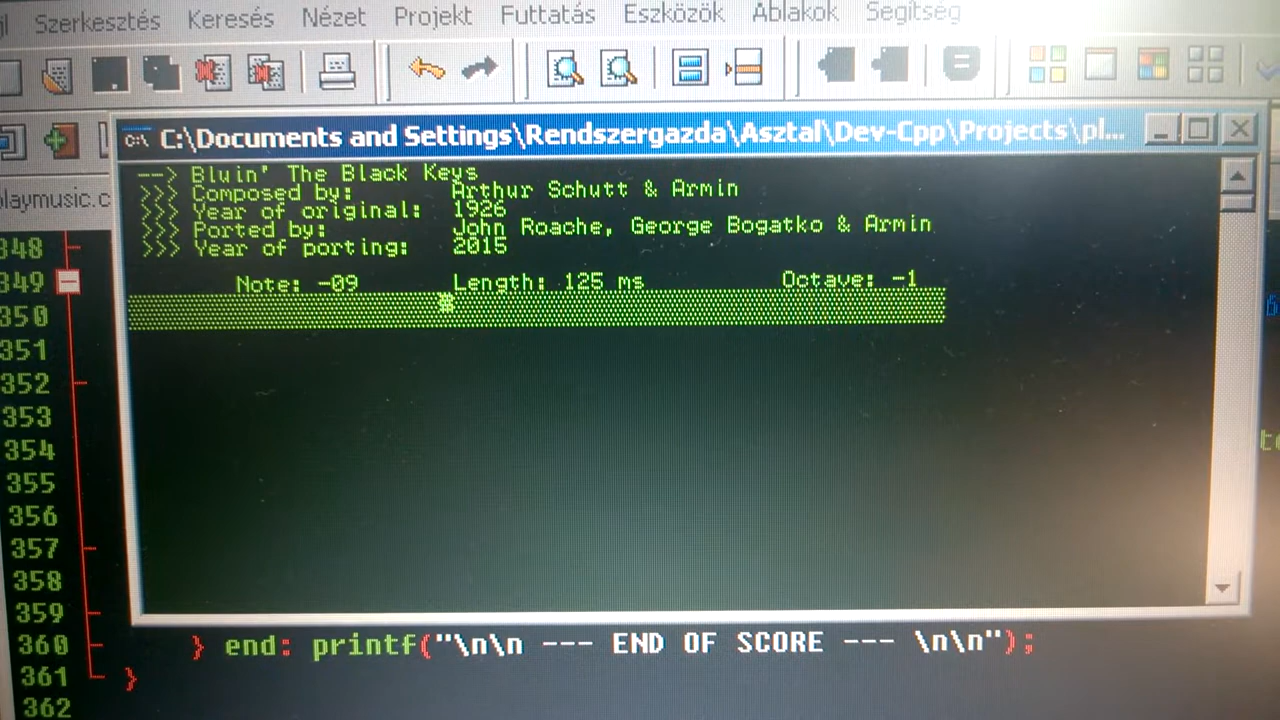 Szerkesztés Keresés Nézet Projekt Futtatás Eszközök Ablakok Segítség
C:\Documents and Settings\Rendszergazda\Asztal\Dev-Cpp\Projects\pl...
--> Bluin' The Black Keys
>>> Composed by: Arthur Schutt & Armin
>>> Year of original: 1926
>>> Ported by: John Roache, George Bogatko & Armin
>>> Year of porting: 2015
Note: -09 Length: 125 ms Octave: -1
laymusic.c
348
349
350
351
352
353
354
355
356
357
358
359
360 } end: printf("\n\n --- END OF SCORE --- \n\n");
361 }
362